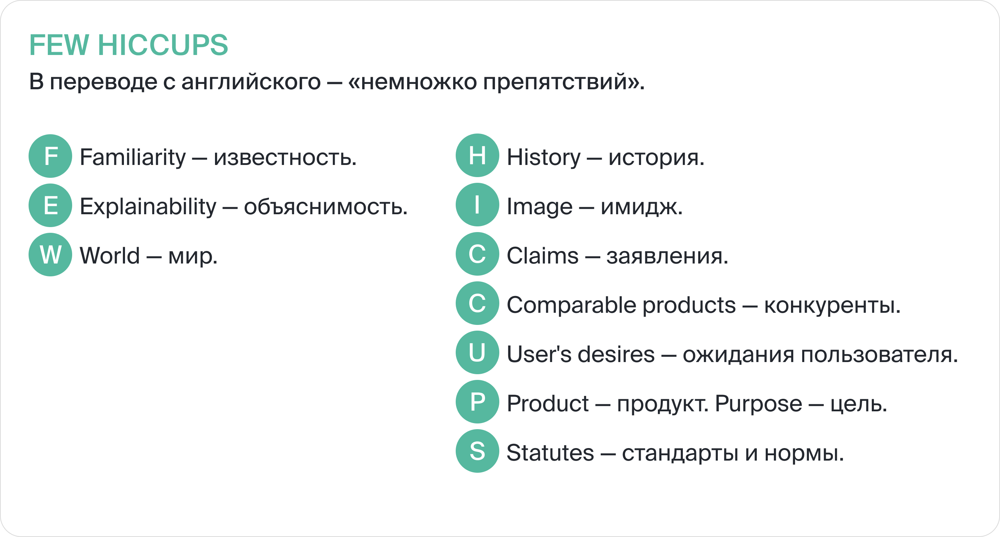 FEW HICCUPS
В переводе с английского — «немножко препятствий».
F Familiarity — известность.
E Explainability — объяснимость.
W World — мир.
H History — история.
I Image — имидж.
C Claims — заявления.
C Comparable products — конкуренты.
U User's desires — ожидания пользователя.
P Product — продукт. Purpose — цель.
S Statutes — стандарты и нормы.